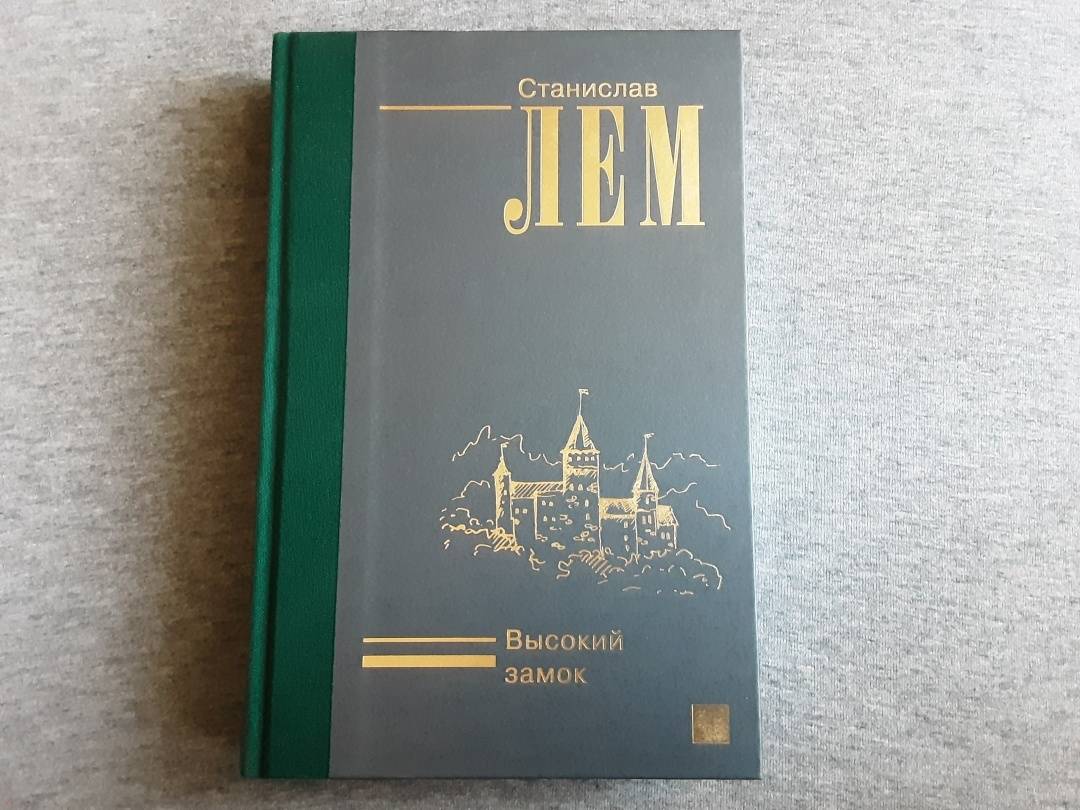 Станислав
ЛЕМ
Высокий
замок